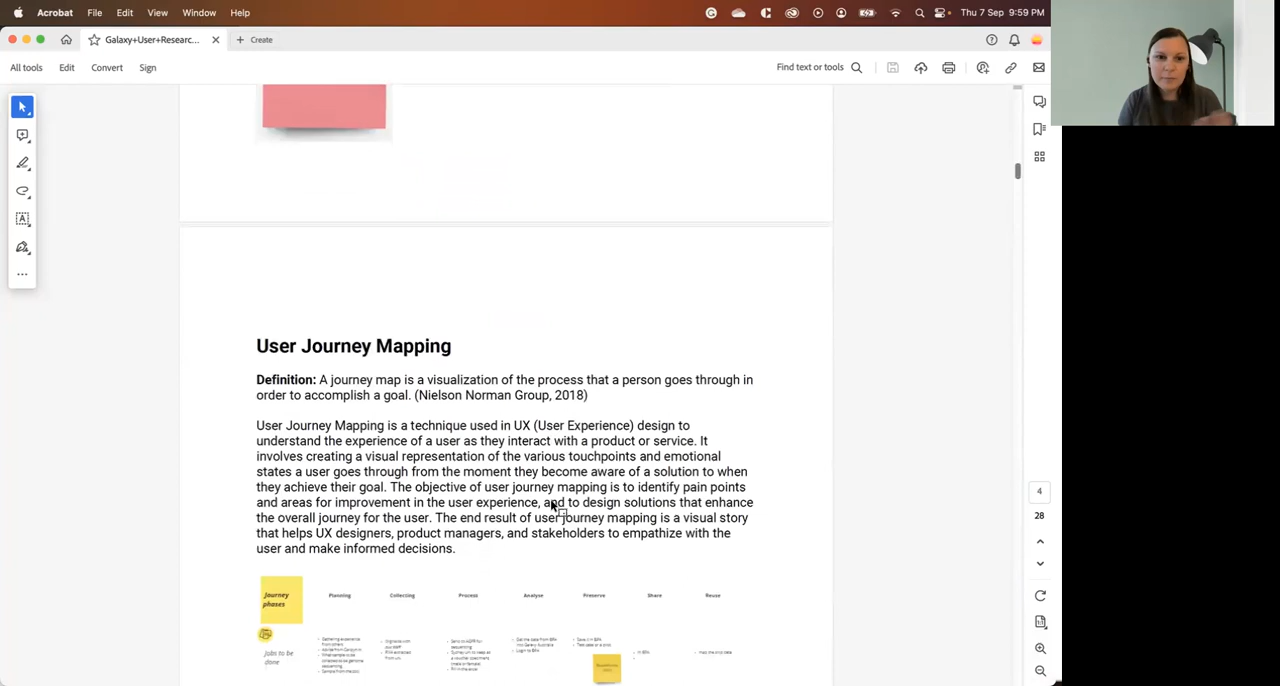 Acrobat File Edit View Window Help
Thu 7 Sep 9:59 PM
Galaxy+User+Researc...
Create
All tools Edit Convert Sign
Find text or tools
User Journey Mapping
Definition: A journey map is a visualization of the process that a person goes through in
order to accomplish a goal. (Nielson Norman Group, 2018)
User Journey Mapping is a technique used in UX (User Experience) design to
understand the experience of a user as they interact with a product or service. It
involves creating a visual representation of the various touchpoints and emotional
states a user goes through from the moment they become aware of a solution to when
they achieve their goal. The objective of user journey mapping is to identify pain points
and areas for improvement in the user experience, and to design solutions that enhance
the overall journey for the user. The end result of user journey mapping is a visual story
that helps UX designers, product managers, and stakeholders to empathize with the
user and make informed decisions.
4
28
Journey
phases
Planning Collecting Process Analyse Preserve Share Reuse
Jobs to be
done